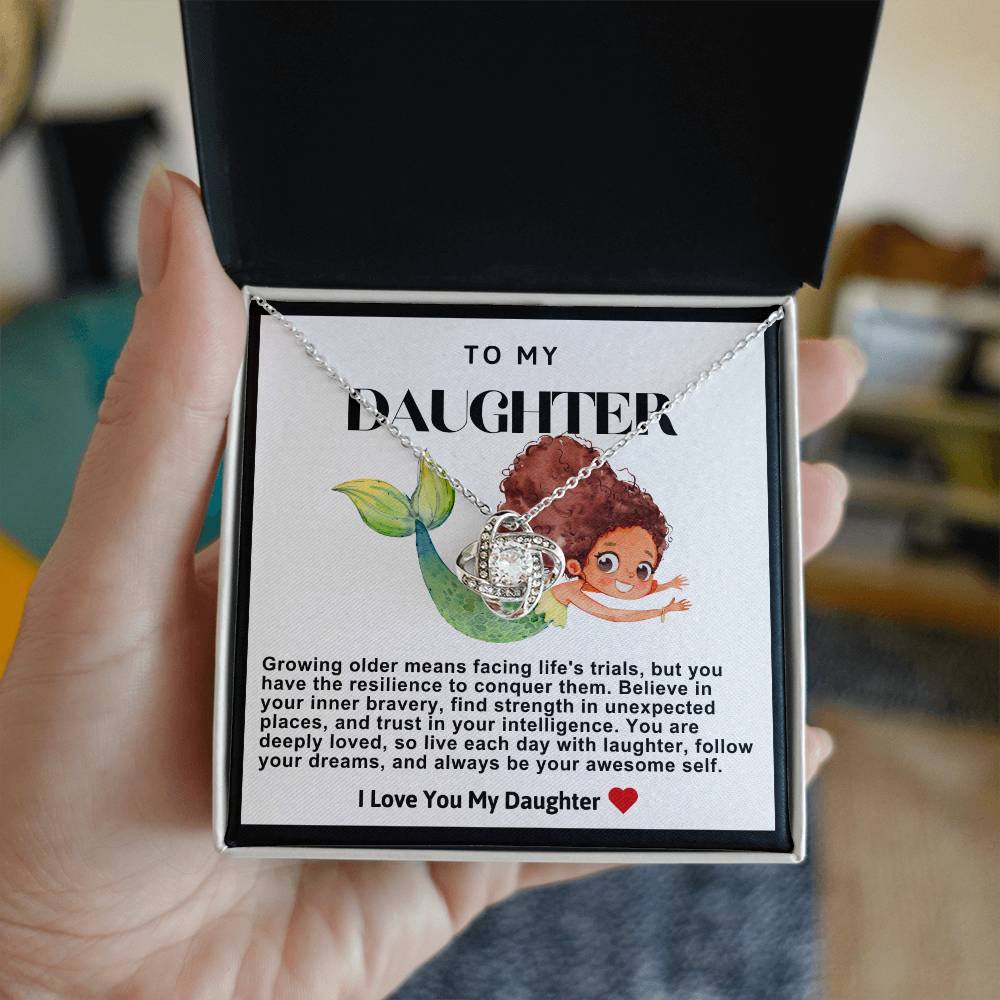 TO MY
DAUGHTER
Growing older means facing life's trials, but you
have the resilience to conquer them. Believe in
your inner bravery, find strength in unexpected
places, and trust in your intelligence. You are
deeply loved, so live each day with laughter, follow
your dreams, and always be your awesome self.
I Love You My Daughter ❤